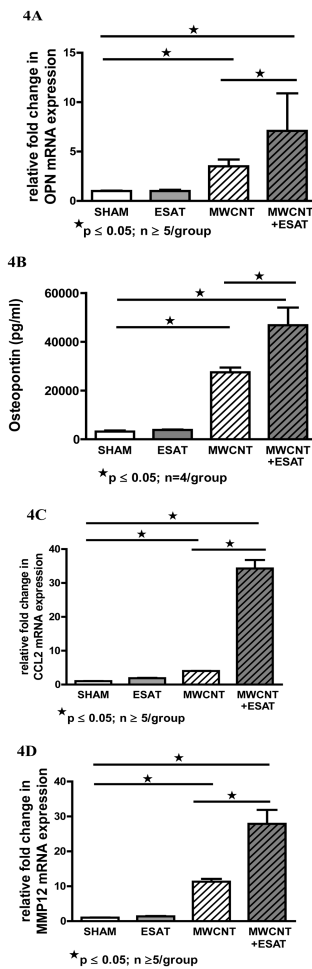 4A
★
★
★
relative fold change in
OPN mRNA expression
15
10
5
0
SHAM ESAT MWCNT MWCNT
+ESAT
★p ≤ 0.05; n ≥ 5/group
4B
★
★
★
Osteopontin (pg/ml)
60000
40000
20000
0
SHAM ESAT MWCNT MWCNT
+ESAT
★p ≤ 0.05; n=4/group
4C
★
★
★
relative fold change in
CCL2 mRNA expression
40
30
20
10
0
SHAM ESAT MWCNT MWCNT
+ESAT
★p ≤ 0.05; n ≥ 5/group
4D
★
★
★
relative fold change in
MMP12 mRNA expression
40
30
20
10
0
SHAM ESAT MWCNT MWCNT
+ESAT
★p ≤ 0.05; n ≥5/group